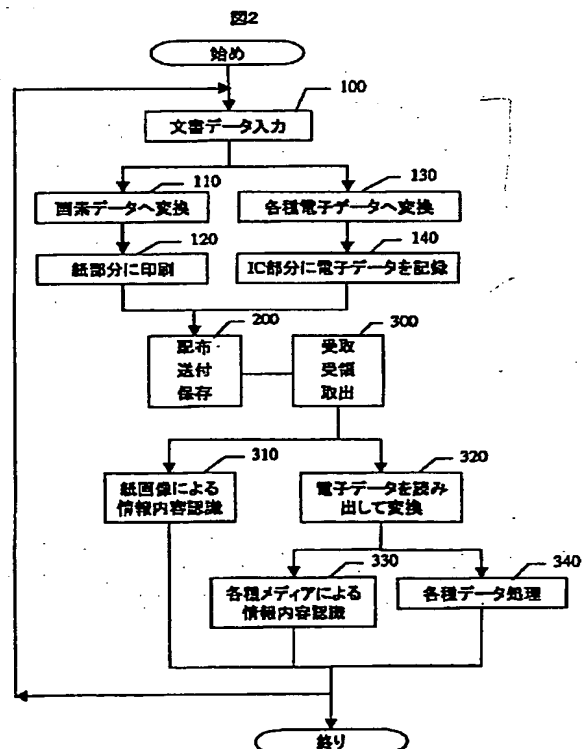 図2
始め
100
文書データ入力
110
130
画素データへ変換
各種電子データへ変換
120
140
紙部分に印刷
IC部分に電子データを記録
200
300
配布
送付
保存
受取
受領
取出
310
320
紙画像による
情報内容認識
電子データを読み
出して変換
330
340
各種メディアによる
情報内容認識
各種データ処理
終り